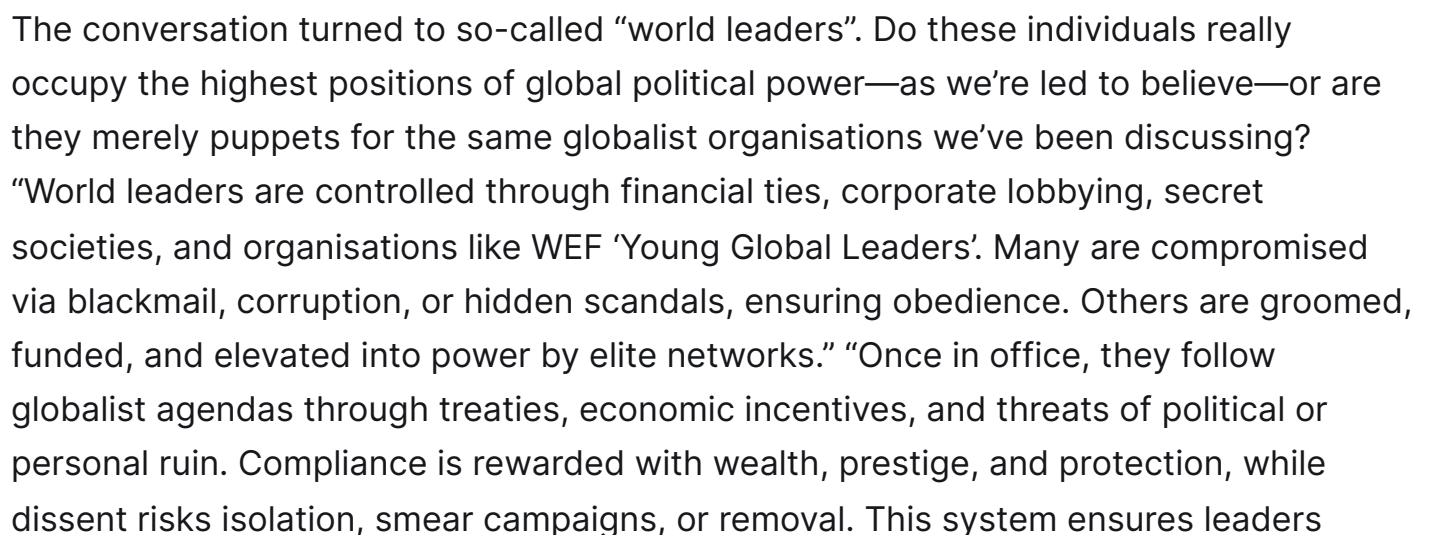 The conversation turned to so-called “world leaders”. Do these individuals really
occupy the highest positions of global political power—as we’re led to believe—or are
they merely puppets for the same globalist organisations we’ve been discussing?
“World leaders are controlled through financial ties, corporate lobbying, secret
societies, and organisations like WEF ‘Young Global Leaders’. Many are compromised
via blackmail, corruption, or hidden scandals, ensuring obedience. Others are groomed,
funded, and elevated into power by elite networks.” “Once in office, they follow
globalist agendas through treaties, economic incentives, and threats of political or
personal ruin. Compliance is rewarded with wealth, prestige, and protection, while
dissent risks isolation, smear campaigns, or removal. This system ensures leaders